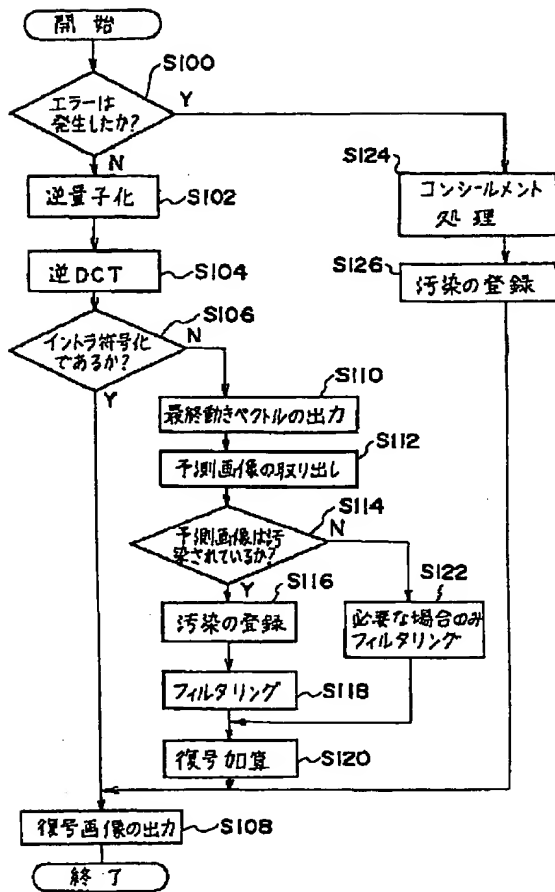 開始
S100
エラーは
発生したか?
Y
N
S124
逆量子化
S102
コンシールメント
処理
逆DCT
S104
S126
汚染の登録
S106
イントラ符号化
であるか?
N
Y
S110
最終動きベクトルの出力
S112
予測画像の取り出し
S114
予測画像は汚
染されているか?
N
S116
Y
S122
汚染の登録
必要な場合のみ
フィルタリング
フィルタリング
S118
復号加算
S120
復号画像の出力
S108
終了